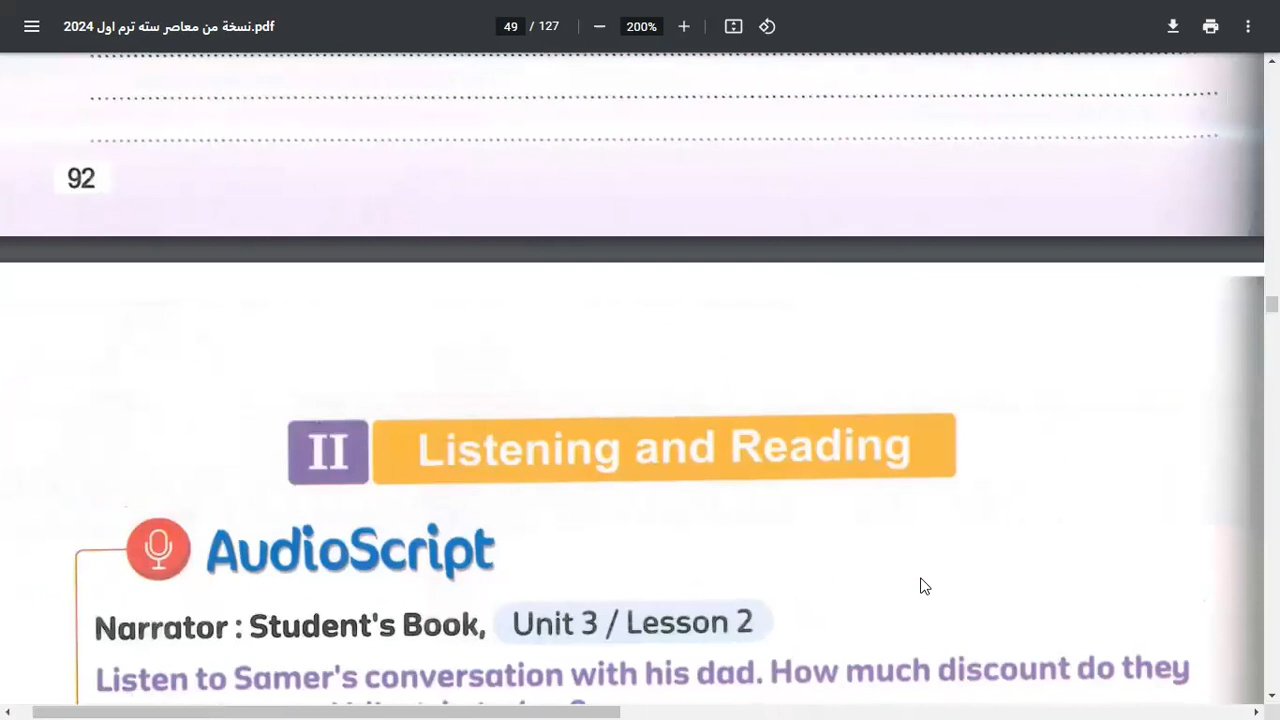 نسخة من معاصر سته ترم اول 2024.pdf
49 / 127
200%
92
II Listening and Reading
AudioScript
Narrator : Student's Book, Unit 3 / Lesson 2
Listen to Samer's conversation with his dad. How much discount do they